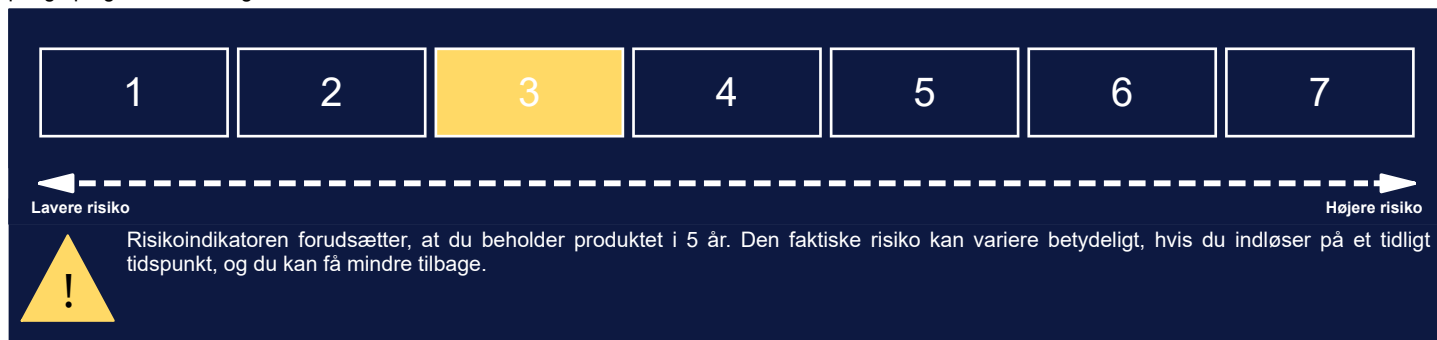 1 2 3 4 5 6 7
Lavere risiko Højere risiko
Risikoindikatoren forudsætter, at du beholder produktet i 5 år. Den faktiske risiko kan variere betydeligt, hvis du indløser på et tidligt
tidspunkt, og du kan få mindre tilbage.
!